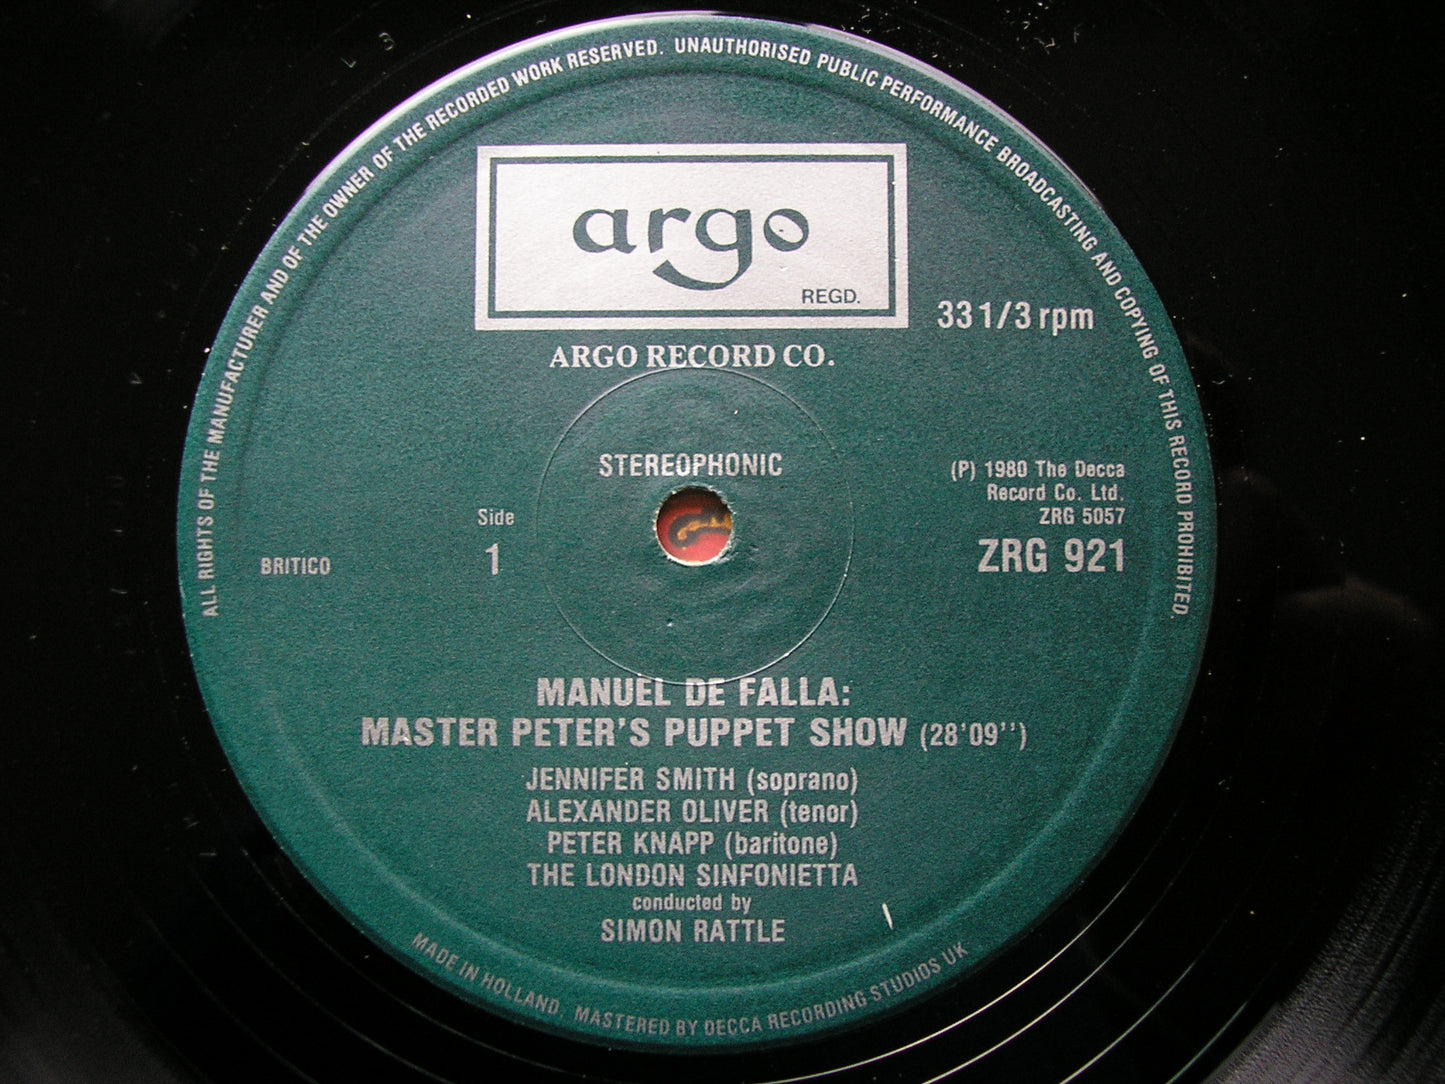 ALL RIGHTS OF THE MANUFACTURER AND OF THE OWNER OF THE RECORDED WORK RESERVED. UNAUTHORISED PUBLIC PERFORMANCE BROADCASTING AND COPYING OF THIS RECORD PROHIBITED.
argo
REGD.
33 1/3 rpm
ARGO RECORD CO.
STEREOPHONIC
(P) 1980 The Decca
Record Co. Ltd.
ZRG 5057
Side
1
BRITICO
ZRG 921
MANUEL DE FALLA:
MASTER PETER'S PUPPET SHOW (28'09'')
JENNIFER SMITH (soprano)
ALEXANDER OLIVER (tenor)
PETER KNAPP (baritone)
THE LONDON SINFONIETTA
conducted by
SIMON RATTLE
MADE IN HOLLAND. MASTERED BY DECCA RECORDING STUDIOS UK